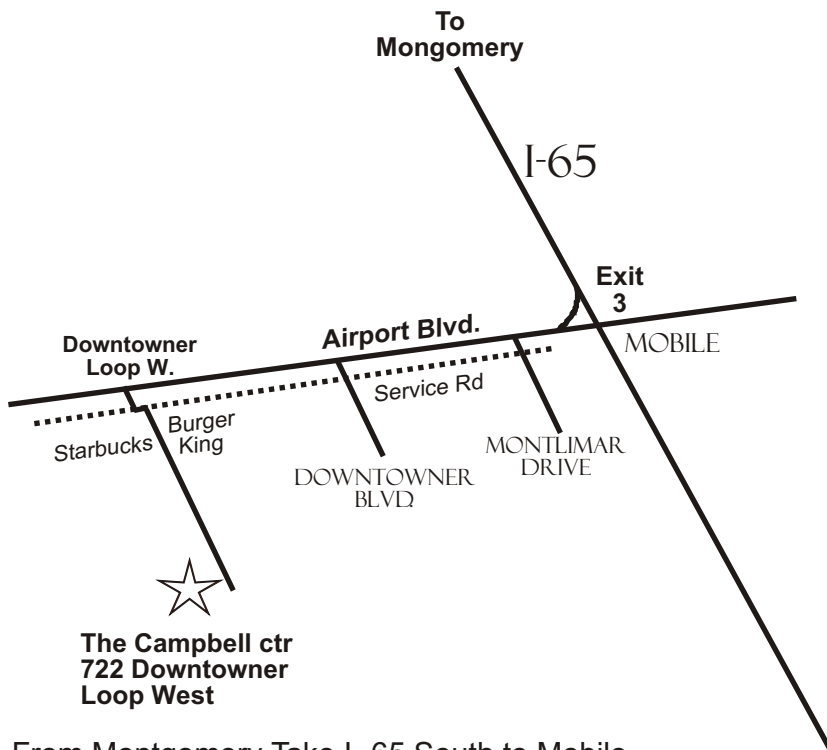 To
Mongomery
I-65
Exit
3
Airport Blvd.
MOBILE
Downtowner
Loop W.
Service Rd
Burger
King
Starbucks
MONTLIMAR
DRIVE
DOWNTOWNER
BLVD.
The Campbell ctr
722 Downtowner
Loop West
From Montgomery Take I-65 South to Mobile